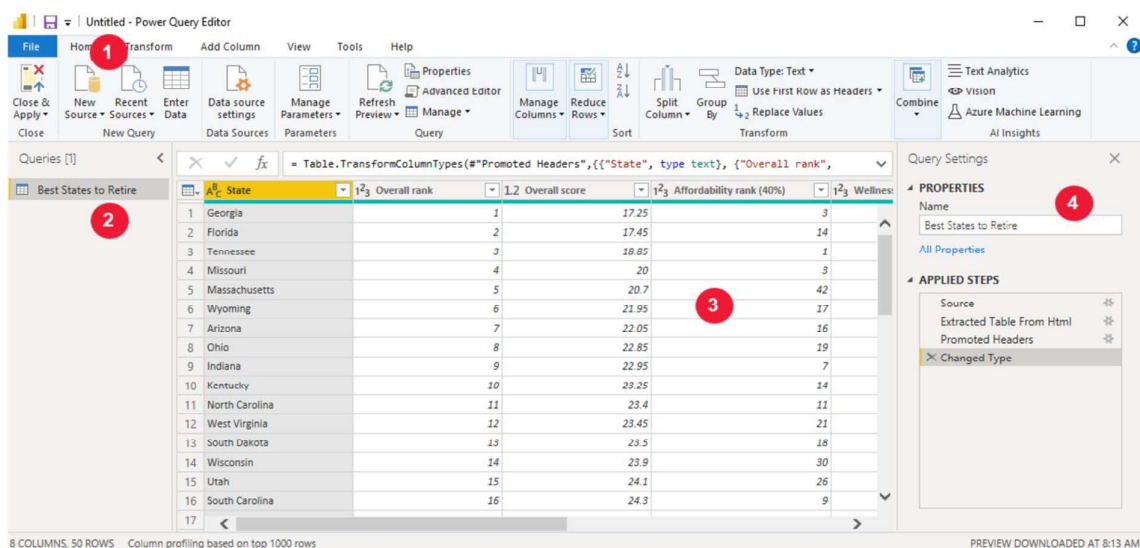 Untitled - Power Query Editor
File Hom Transform Add Column View Tools Help
1
Close & Apply
New Source
Recent Sources
Enter Data
Data source settings
Manage Parameters
Refresh Preview
Properties
Advanced Editor
Manage
Manage Columns
Reduce Rows
Split Column
Group By
Data Type: Text
Use First Row as Headers
Replace Values
Combine
Text Analytics
Vision
Azure Machine Learning
Close New Query Data Sources Parameters Query Sort Transform AI Insights
Queries [1]
Best States to Retire
2
fx = Table.TransformColumnTypes(#"Promoted Headers",{{"State", type text}, {"Overall rank",
ABC State 123 Overall rank 1.2 Overall score 123 Affordability rank (40%) 123 Wellnes
1 Georgia 1 17.25 3
2 Florida 2 17.45 14
3 Tennessee 3 18.85 1
4 Missouri 4 20 3
5 Massachusetts 5 20.7 42
6 Wyoming 6 21.95 17
7 Arizona 7 22.05 16
8 Ohio 8 22.85 19
9 Indiana 9 22.95 7
10 Kentucky 10 23.25 14
11 North Carolina 11 23.4 11
12 West Virginia 12 23.45 21
13 South Dakota 13 23.5 18
14 Wisconsin 14 23.9 30
15 Utah 15 24.1 26
16 South Carolina 16 24.3 9
17
3
Query Settings
PROPERTIES
4
Name
Best States to Retire
All Properties
APPLIED STEPS
Source
Extracted Table From Html
Promoted Headers
Changed Type
8 COLUMNS, 50 ROWS Column profiling based on top 1000 rows PREVIEW DOWNLOADED AT 8:13 AM